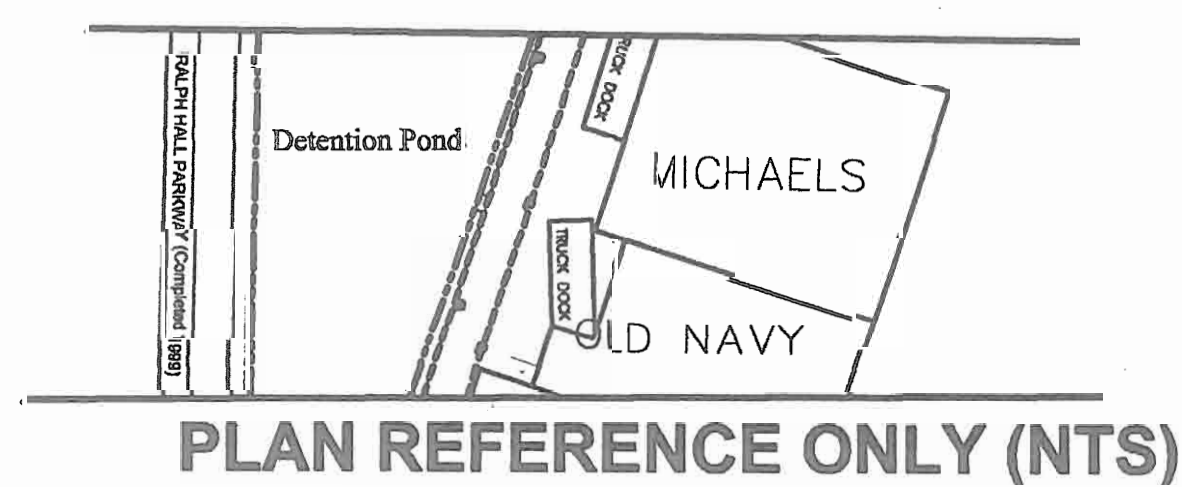 RALPH HALL PARKWAY (Completed 1999)
Detention Pond
TRUCK DOCK
MICHAELS
TRUCK DOCK
OLD NAVY
PLAN REFERENCE ONLY (NTS)